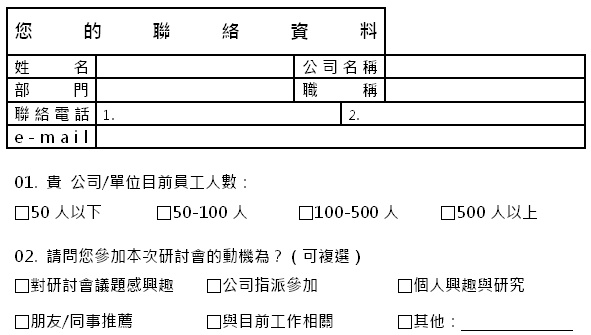 您的聯絡資料
姓名 公司名稱
部門 職稱
聯絡電話 1. 2.
e-mail
01. 貴 公司/單位目前員工人數：
□50 人以下 □50-100 人 □100-500 人 □500 人以上
02. 請問您參加本次研討會的動機為？(可複選)
□對研討會議題感興趣 □公司指派參加 □個人興趣與研究
□朋友/同事推薦 □與目前工作相關 □其他：____________